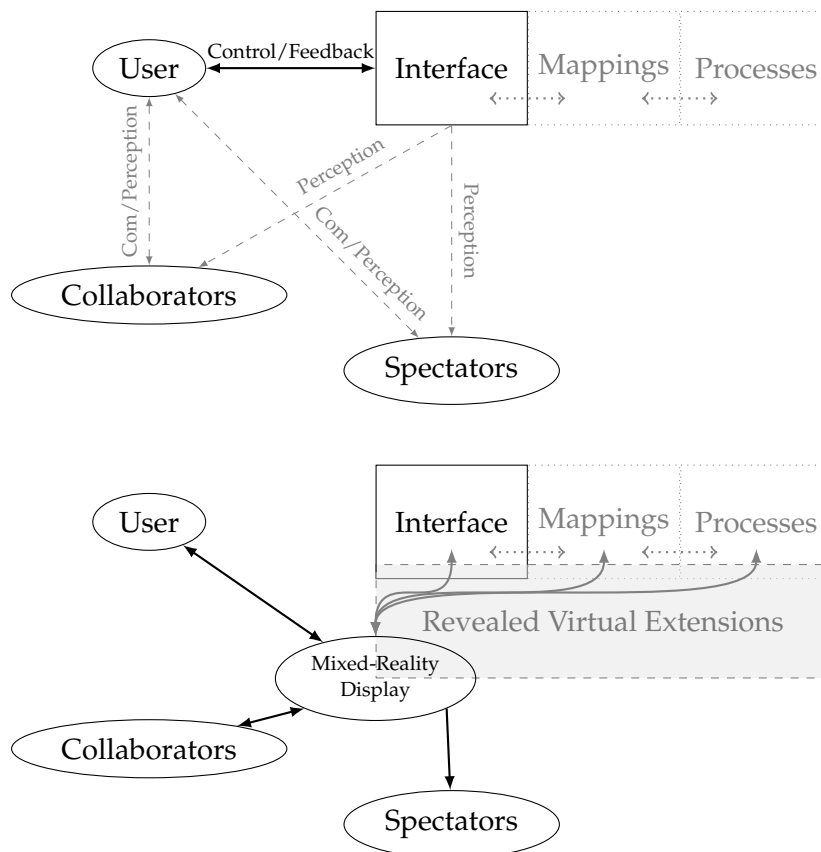 User
Control/Feedback
Interface
Mappings
Processes
Com/Perception
Perception
Com/Perception
Perception
Collaborators
Spectators
User
Interface
Mappings
Processes
Revealed Virtual Extensions
Mixed-Reality
Display
Collaborators
Spectators